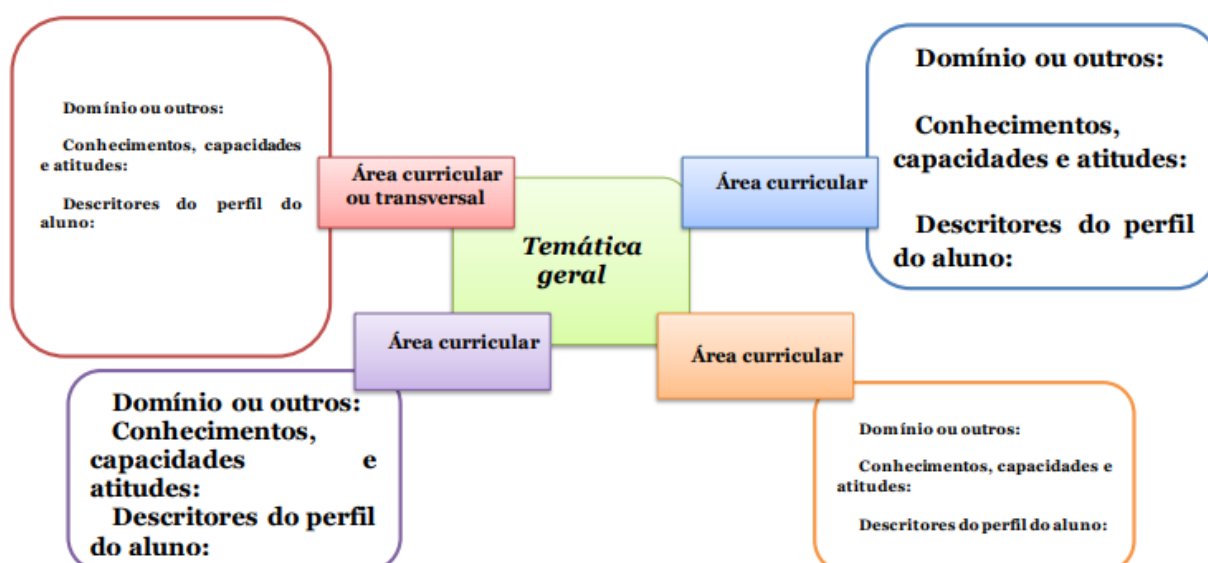 Domínio ou outros:
Conhecimentos, capacidades
e atitudes:
Descritores do perfil do
aluno:
Área curricular
ou transversal
Temática
geral
Área curricular
Domínio ou outros:
Conhecimentos,
capacidades e atitudes:
Descritores do perfil
do aluno:
Área curricular
Domínio ou outros:
Conhecimentos,
capacidades e
atitudes:
Descritores do perfil
do aluno:
Área curricular
Domínio ou outros:
Conhecimentos, capacidades e
atitudes:
Descritores do perfil do aluno: